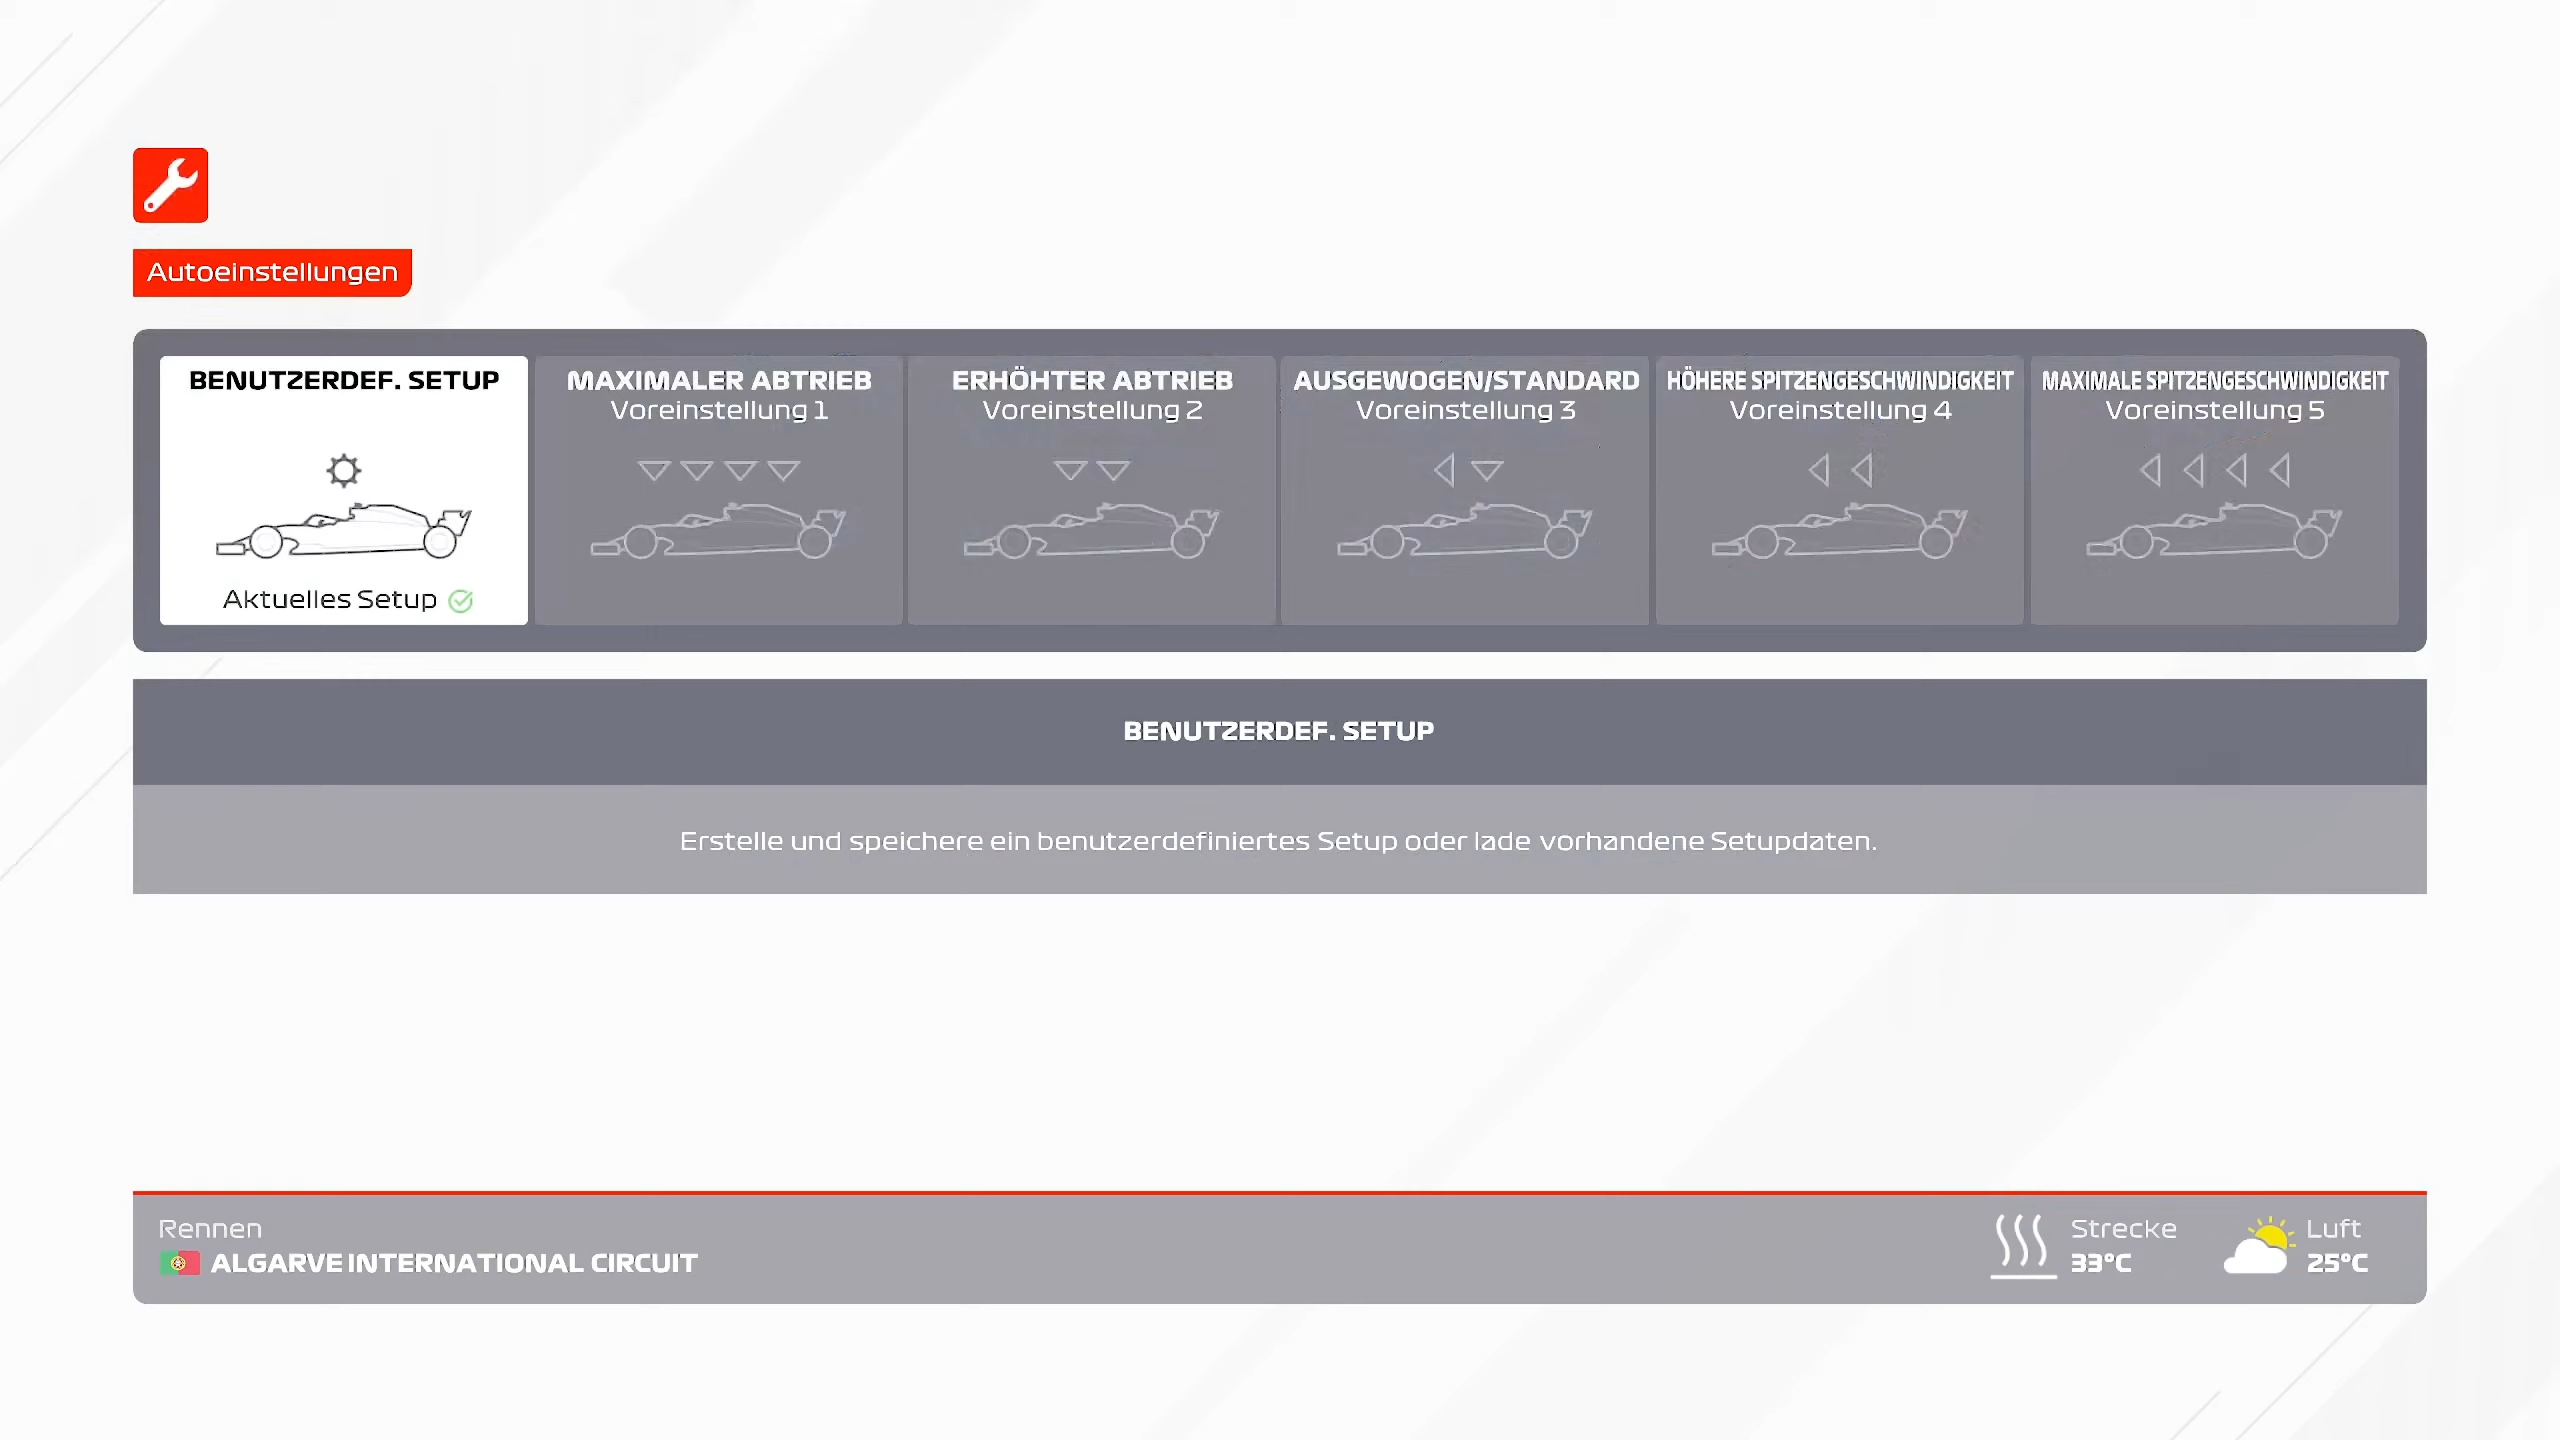 Autoeinstellungen
BENUTZERDEF. SETUP
Aktuelles Setup
MAXIMALER ABTRIEB
Voreinstellung 1
ERHÖHTER ABTRIEB
Voreinstellung 2
AUSGEWOGEN/STANDARD
Voreinstellung 3
HÖHERE SPITZENGESCHWINDIGKEIT
Voreinstellung 4
MAXIMALE SPITZENGESCHWINDIGKEIT
Voreinstellung 5
BENUTZERDEF. SETUP
Erstelle und speichere ein benutzerdefiniertes Setup oder lade vorhandene Setupdaten.
Rennen
ALGARVE INTERNATIONAL CIRCUIT
Strecke
33°C
Luft
25°C